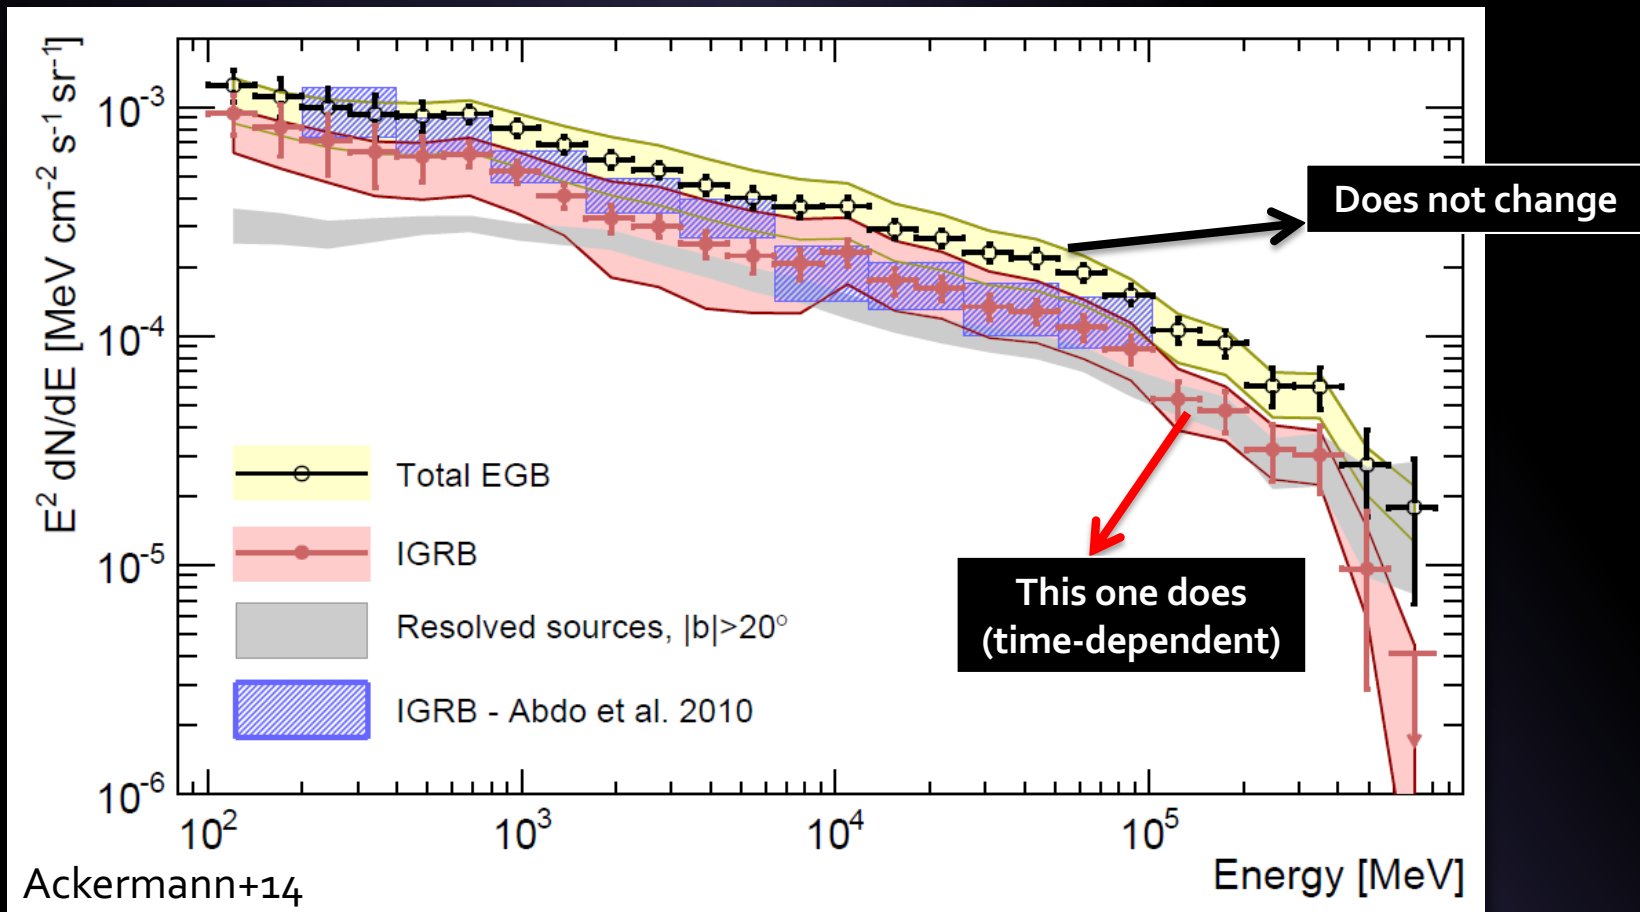 E² dN/dE [MeV cm⁻² s⁻¹ sr⁻¹]
10⁻³
10⁻⁴
10⁻⁵
10⁻⁶
Does not change
Total EGB
IGRB
Resolved sources, |b|>20°
IGRB - Abdo et al. 2010
This one does
(time-dependent)
10²
10³
10⁴
10⁵
Energy [MeV]
Ackermann+14